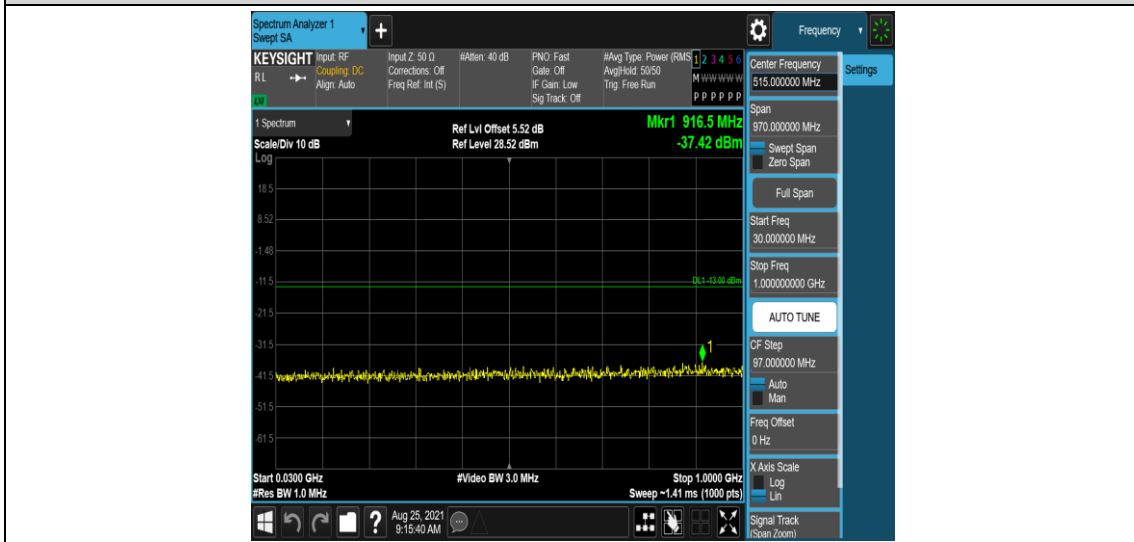 Spectrum Analyzer 1
Swept SA
+
Frequency
KEYSIGHT
RL
LXI
Input: RF
Coupling: DC
Align: Auto
Input Z: 50 Ω
Corrections: Off
Freq Ref: Int (S)
#Atten: 40 dB
PNO: Fast
Gate: Off
IF Gain: Low
Sig Track: Off
#Avg Type: Power (RMS
Avg|Hold: 50/50
Trig: Free Run
1 2 3 4 5 6
M W W W W W
P P P P P P
1 Spectrum
Scale/Div 10 dB
Log
Ref Lvl Offset 5.52 dB
Ref Level 28.52 dBm
Mkr1 916.5 MHz
-37.42 dBm
18.5
8.52
-1.48
-11.5
-21.5
-31.5
-41.5
-51.5
-61.5
DL1 -13.00 dBm
1
Start 0.0300 GHz
#Res BW 1.0 MHz
#Video BW 3.0 MHz
Stop 1.0000 GHz
Sweep ~1.41 ms (1000 pts)
?
Aug 25, 2021
9:15:40 AM
Center Frequency
515.000000 MHz
Span
970.000000 MHz
Swept Span
Zero Span
Full Span
Start Freq
30.000000 MHz
Stop Freq
1.000000000 GHz
AUTO TUNE
CF Step
97.000000 MHz
Auto
Man
Freq Offset
0 Hz
X Axis Scale
Log
Lin
Signal Track
(Span Zoom)
Settings